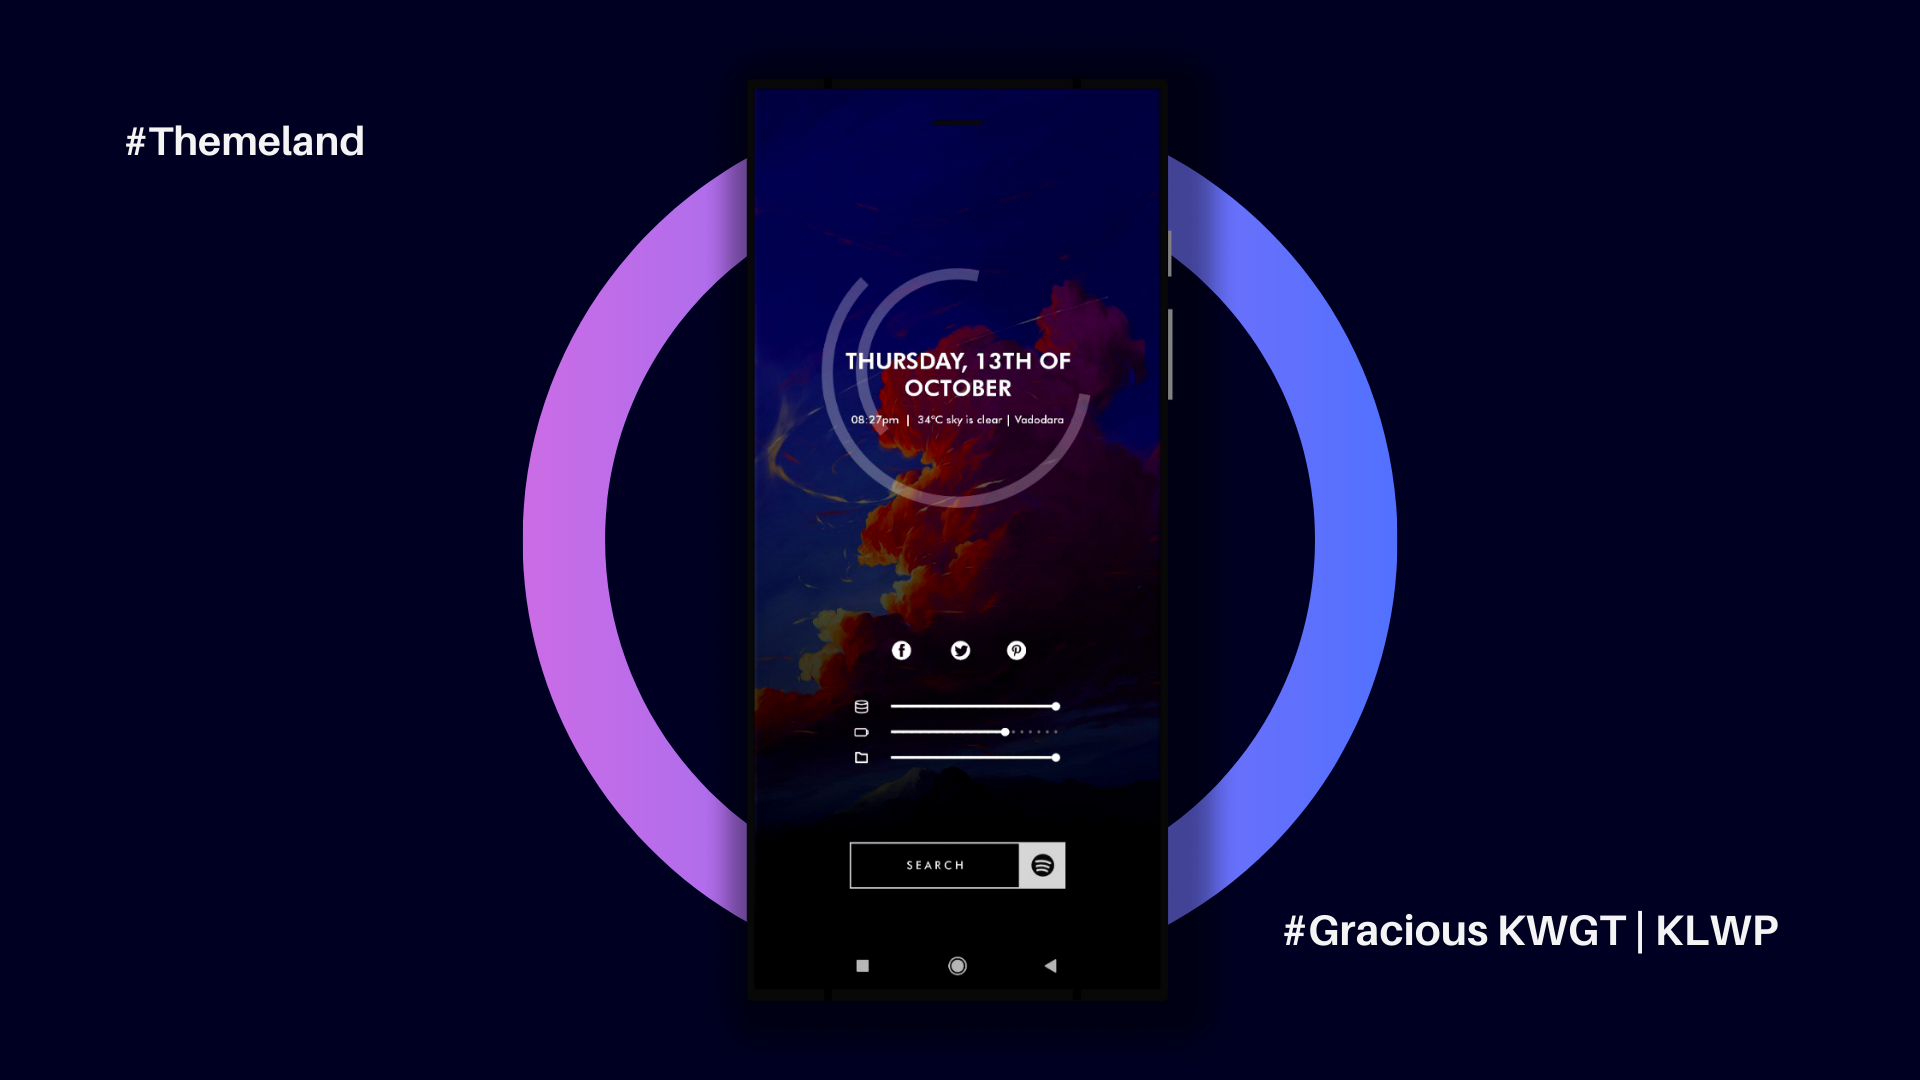 #Themeland
THURSDAY, 13TH OF
OCTOBER
08:27pm | 34°C sky is clear | Vadodara
SEARCH
#Gracious KWGT | KLWP